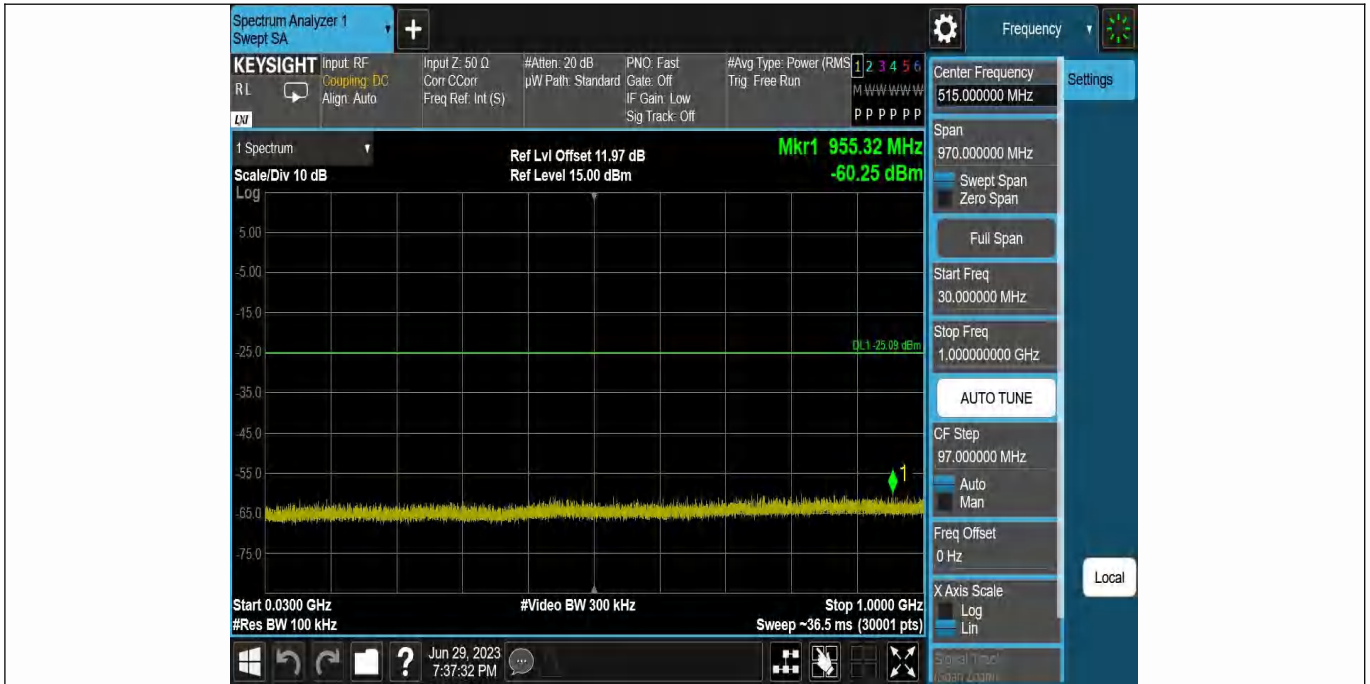 Spectrum Analyzer 1
Swept SA
+
Frequency
KEYSIGHT
RL
LXI
Input: RF
Coupling: DC
Align: Auto
Input Z: 50 Ω
Corr CCorr
Freq Ref: Int (S)
#Atten: 20 dB
µW Path: Standard
PNO: Fast
Gate: Off
IF Gain: Low
Sig Track: Off
#Avg Type: Power (RMS
Trig: Free Run
1 2 3 4 5 6
M W W W W W
P P P P P P
1 Spectrum
Scale/Div 10 dB
Ref Lvl Offset 11.97 dB
Ref Level 15.00 dBm
Mkr1 955.32 MHz
-60.25 dBm
Log
5.00
-5.00
-15.0
-25.0
DL1 -25.09 dBm
-35.0
-45.0
-55.0
1
-65.0
-75.0
Start 0.0300 GHz
#Res BW 100 kHz
#Video BW 300 kHz
Stop 1.0000 GHz
Sweep ~36.5 ms (30001 pts)
Center Frequency
515.000000 MHz
Settings
Span
970.000000 MHz
Swept Span
Zero Span
Full Span
Start Freq
30.000000 MHz
Stop Freq
1.000000000 GHz
AUTO TUNE
CF Step
97.000000 MHz
Auto
Man
Freq Offset
0 Hz
X Axis Scale
Log
Lin
Signal Track
(Span Zoom)
Local
?
Jun 29, 2023
7:37:32 PM